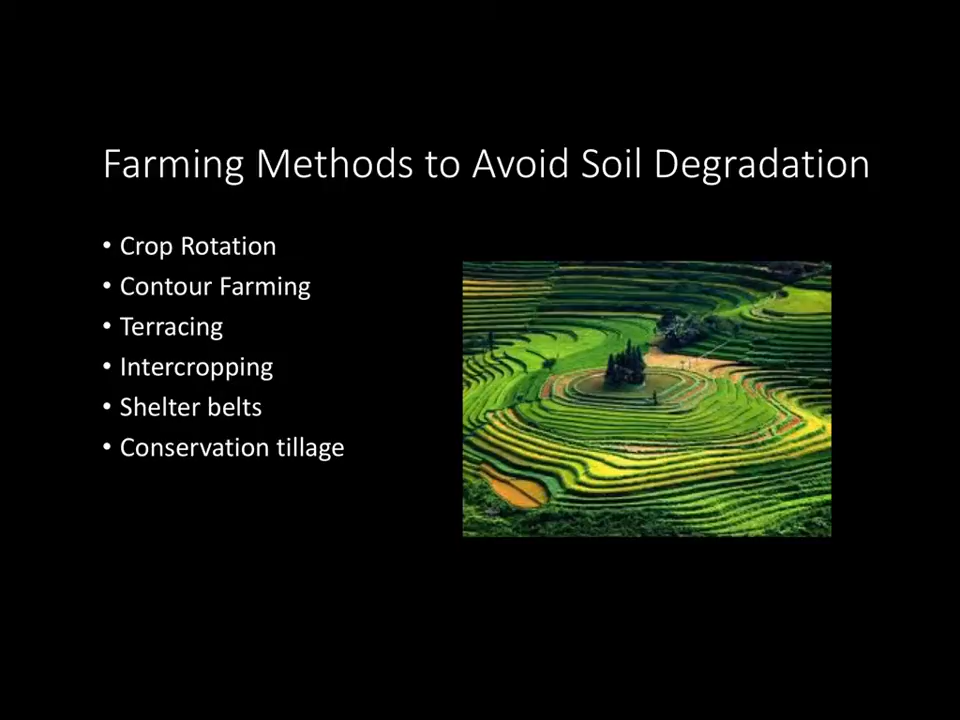 Farming Methods to Avoid Soil Degradation
• Crop Rotation
• Contour Farming
• Terracing
• Intercropping
• Shelter belts
• Conservation tillage